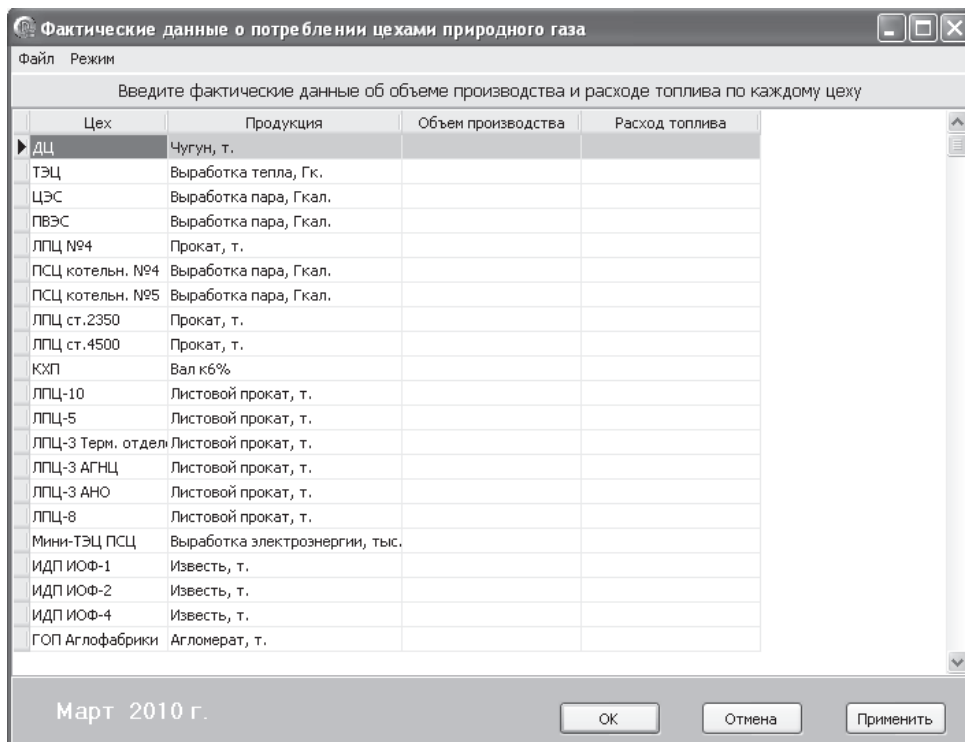 Фактические данные о потреблении цехами природного газа
Файл Режим
Введите фактические данные об объеме производства и расходе топлива по каждому цеху
Цех Продукция Объем производства Расход топлива
ДЦ Чугун, т.
ТЭЦ Выработка тепла, Гк.
ЦЭС Выработка пара, Гкал.
ПВЭС Выработка пара, Гкал.
ЛПЦ №4 Прокат, т.
ПСЦ котельн. №4 Выработка пара, Гкал.
ПСЦ котельн. №5 Выработка пара, Гкал.
ЛПЦ ст.2350 Прокат, т.
ЛПЦ ст.4500 Прокат, т.
КХП Вал к6%
ЛПЦ-10 Листовой прокат, т.
ЛПЦ-5 Листовой прокат, т.
ЛПЦ-3 Терм. отдел Листовой прокат, т.
ЛПЦ-3 АГНЦ Листовой прокат, т.
ЛПЦ-3 АНО Листовой прокат, т.
ЛПЦ-8 Листовой прокат, т.
Мини-ТЭЦ ПСЦ Выработка электроэнергии, тыс.
ИДП ИОФ-1 Известь, т.
ИДП ИОФ-2 Известь, т.
ИДП ИОФ-4 Известь, т.
ГОП Аглофабрики Агломерат, т.
Март 2010 г.
ОК Отмена Применить